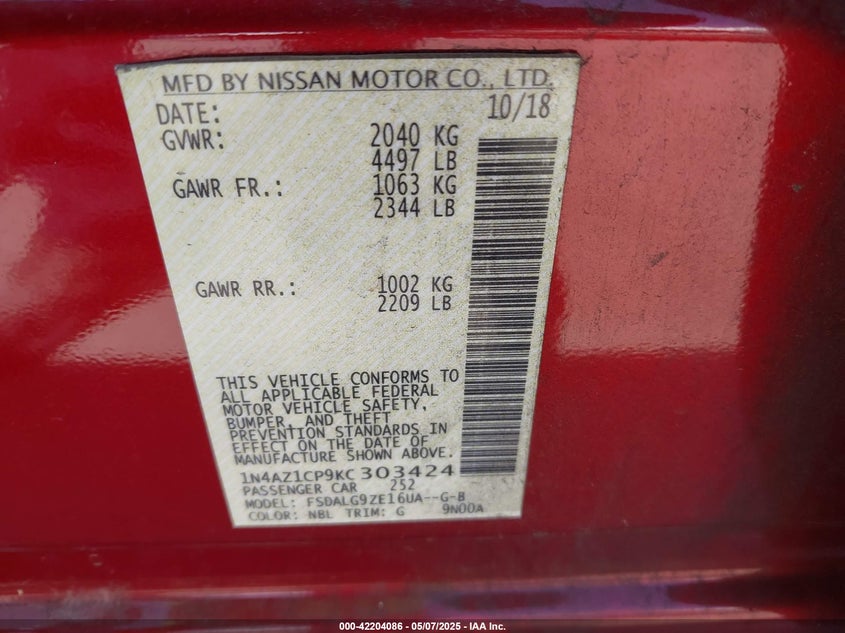 MFD BY NISSAN MOTOR CO., LTD.
DATE: 10/18
GVWR: 2040 KG
4497 LB
GAWR FR.: 1063 KG
2344 LB
GAWR RR.: 1002 KG
2209 LB
THIS VEHICLE CONFORMS TO
ALL APPLICABLE FEDERAL
MOTOR VEHICLE SAFETY,
BUMPER, AND THEFT
PREVENTION STANDARDS IN
EFFECT ON THE DATE OF
MANUFACTURE SHOWN ABOVE.
1N4AZ1CP9KC303424
PASSENGER CAR 252
MODEL: FSDALG9ZE16UA--G-B
COLOR: NBL TRIM: G 9N00A
000-42204086 - 05/07/2025 - IAA Inc.